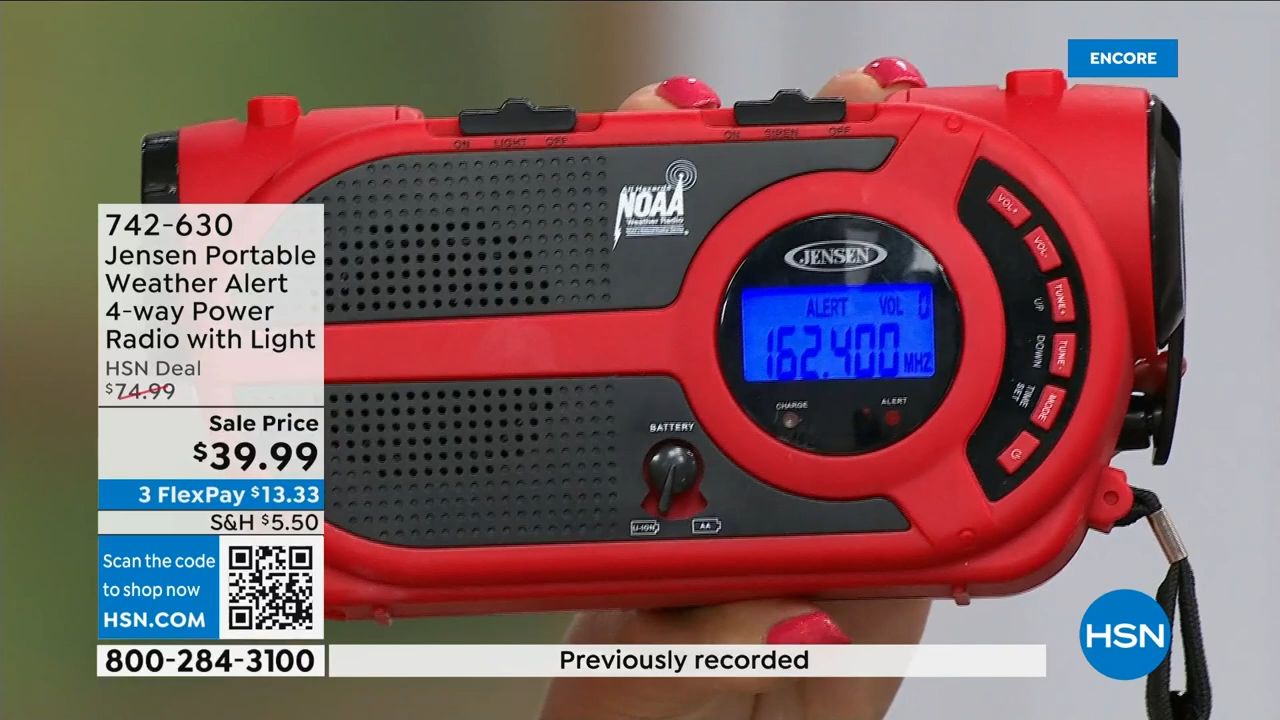 ENCORE
ON LIGHT OFF
ON SIREN OFF
All Hazards
NOAA
Weather Radio
VOL+
VOL-
TUNE+
UP
TUNE-
DOWN
MODE
TIME
SET
JENSEN
ALERT VOL 0
162.400 MHZ
CHARGE
ALERT
BATTERY
LI-ION
AA
742-630
Jensen Portable
Weather Alert
4-way Power
Radio with Light
HSN Deal
$74.99
Sale Price
$39.99
3 FlexPay $13.33
S&H $5.50
Scan the code
to shop now
HSN.COM
800-284-3100
Previously recorded
HSN